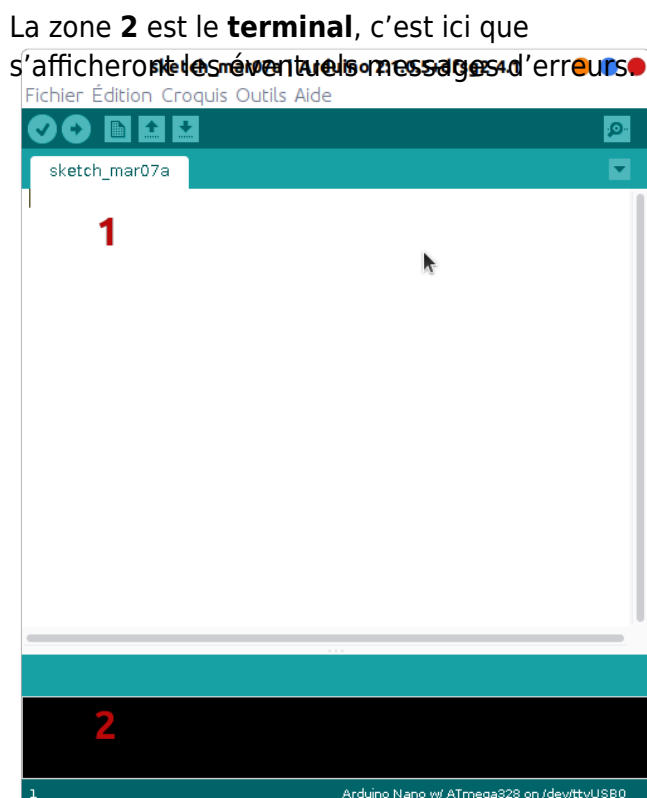 La zone 2 est le terminal, c’est ici que
s’afficheront les éventuels messages d’erreurs.
Fichier Édition Croquis Outils Aide
sketch_mar07a
1
2
1
Arduino Nano w/ ATmega328 on /dev/ttyUSB0